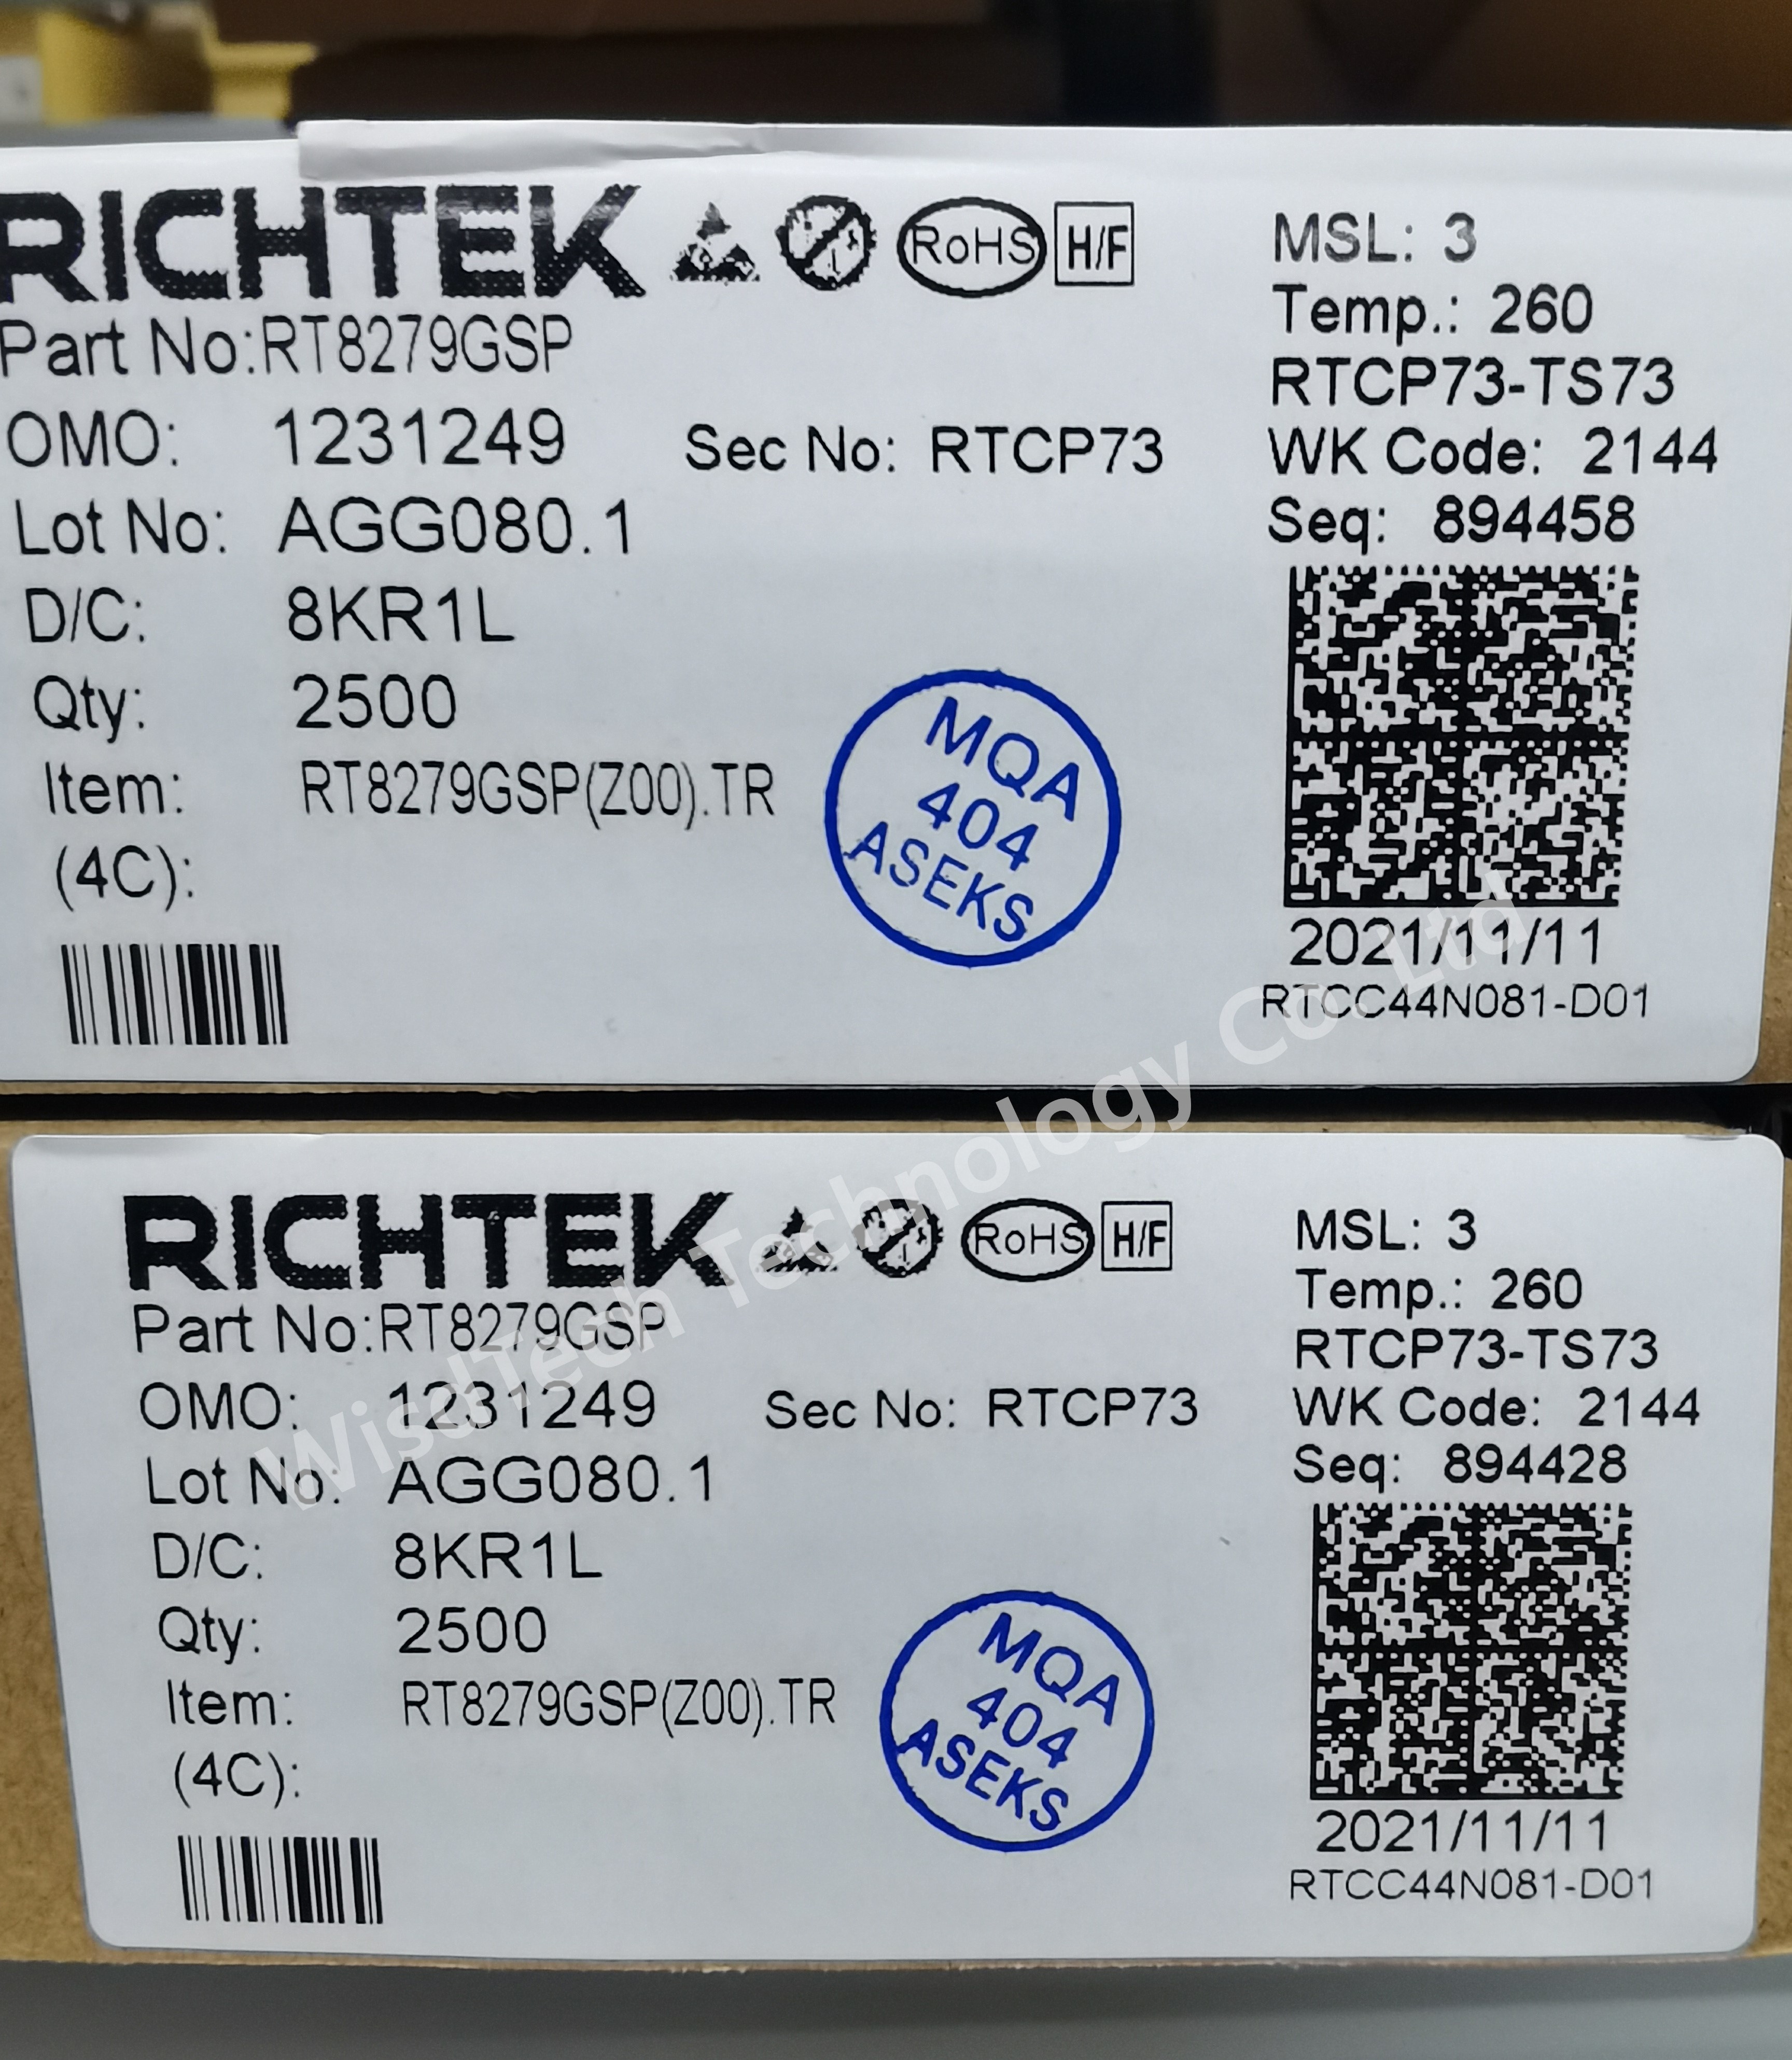 RICHTEK RoHS H/F
Part No:RT8279GSP
OMO: 1231249 Sec No: RTCP73
Lot No: AGG080.1
D/C: 8KR1L
Qty: 2500
Item: RT8279GSP(Z00).TR
(4C):
MQA
404
ASEKS
MSL: 3
Temp.: 260
RTCP73-TS73
WK Code: 2144
Seq: 894458
2021/11/11
RTCC44N081-D01
RICHTEK RoHS H/F
Part No:RT8279GSP
OMO: 1231249 Sec No: RTCP73
Lot No: AGG080.1
D/C: 8KR1L
Qty: 2500
Item: RT8279GSP(Z00).TR
(4C):
MQA
404
ASEKS
MSL: 3
Temp.: 260
RTCP73-TS73
WK Code: 2144
Seq: 894428
2021/11/11
RTCC44N081-D01
WisdTech Technology Co.,Ltd